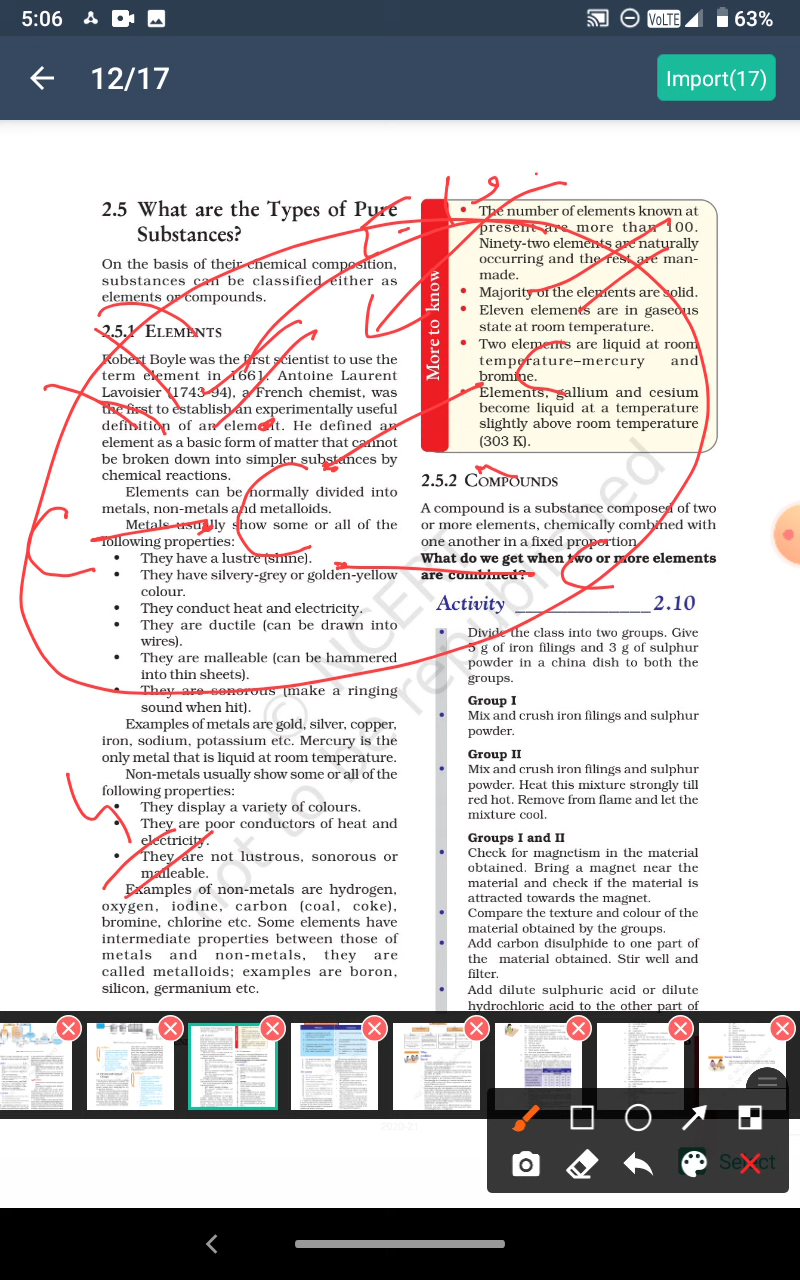 5:06
VoLTE
63%
12/17
Import(17)
2.5 What are the Types of Pure
Substances?
On the basis of their chemical composition,
substances can be classified either as
elements or compounds.
2.5.1 ELEMENTS
Robert Boyle was the first scientist to use the
term element in 1661. Antoine Laurent
Lavoisier (1743-94), a French chemist, was
the first to establish an experimentally useful
definition of an element. He defined an
element as a basic form of matter that cannot
be broken down into simpler substances by
chemical reactions.
Elements can be normally divided into
metals, non-metals and metalloids.
Metals usually show some or all of the
following properties:
• They have a lustre (shine).
• They have silvery-grey or golden-yellow
colour.
• They conduct heat and electricity.
• They are ductile (can be drawn into
wires).
• They are malleable (can be hammered
into thin sheets).
• They are sonorous (make a ringing
sound when hit).
Examples of metals are gold, silver, copper,
iron, sodium, potassium etc. Mercury is the
only metal that is liquid at room temperature.
Non-metals usually show some or all of the
following properties:
• They display a variety of colours.
• They are poor conductors of heat and
electricity.
• They are not lustrous, sonorous or
malleable.
Examples of non-metals are hydrogen,
oxygen, iodine, carbon (coal, coke),
bromine, chlorine etc. Some elements have
intermediate properties between those of
metals and non-metals, they are
called metalloids; examples are boron,
silicon, germanium etc.
More to know
• The number of elements known at
present are more than 100.
Ninety-two elements are naturally
occurring and the rest are man-
made.
• Majority of the elements are solid.
• Eleven elements are in gaseous
state at room temperature.
• Two elements are liquid at room
temperature–mercury and
bromine.
• Elements, gallium and cesium
become liquid at a temperature
slightly above room temperature
(303 K).
2.5.2 COMPOUNDS
A compound is a substance composed of two
or more elements, chemically combined with
one another in a fixed proportion.
What do we get when two or more elements
are combined?
Activity ______________ 2.10
• Divide the class into two groups. Give
5 g of iron filings and 3 g of sulphur
powder in a china dish to both the
groups.
Group I
• Mix and crush iron filings and sulphur
powder.
Group II
• Mix and crush iron filings and sulphur
powder. Heat this mixture strongly till
red hot. Remove from flame and let the
mixture cool.
Groups I and II
• Check for magnetism in the material
obtained. Bring a magnet near the
material and check if the material is
attracted towards the magnet.
• Compare the texture and colour of the
material obtained by the groups.
• Add carbon disulphide to one part of
the material obtained. Stir well and
filter.
• Add dilute sulphuric acid or dilute
hydrochloric acid to the other part of
© NCERT
not to be republished
2020-21
Select